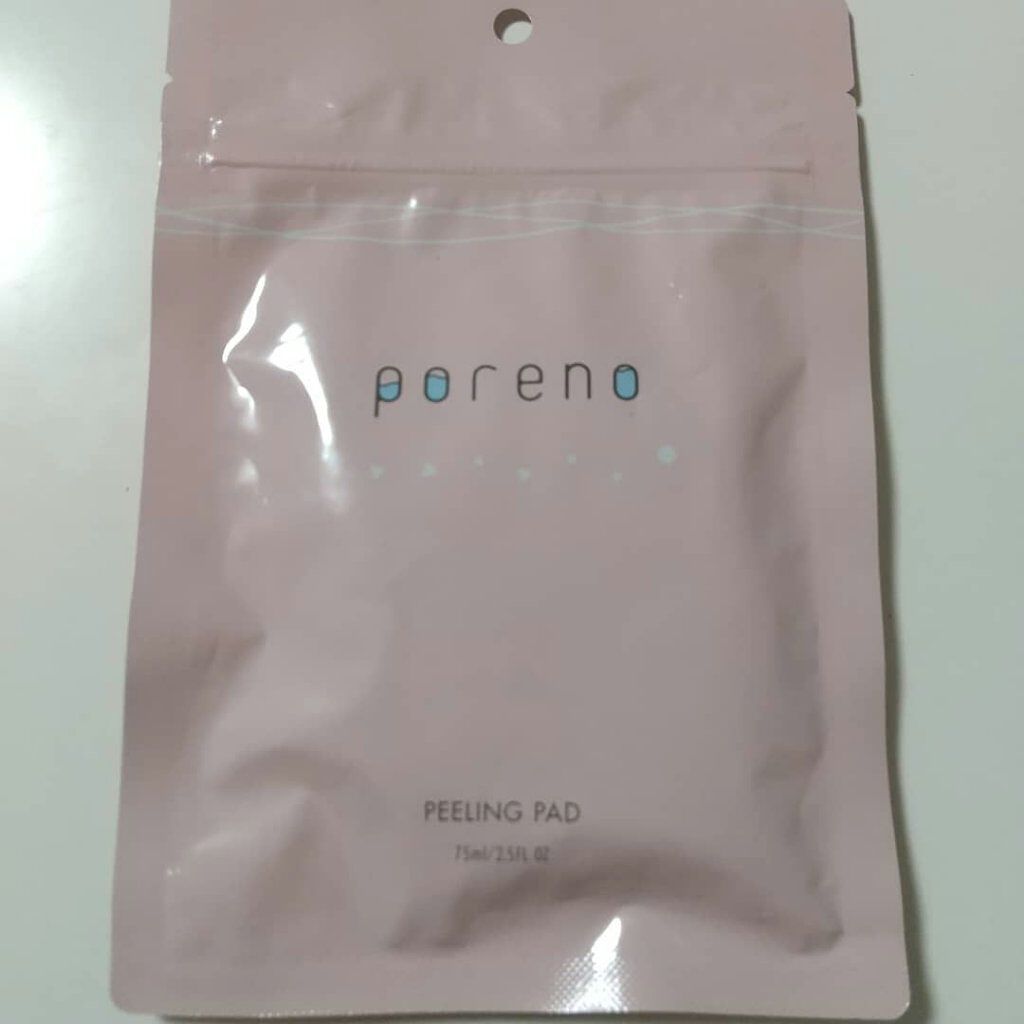 poreno
PEELING PAD
75ml/2.5FL OZ